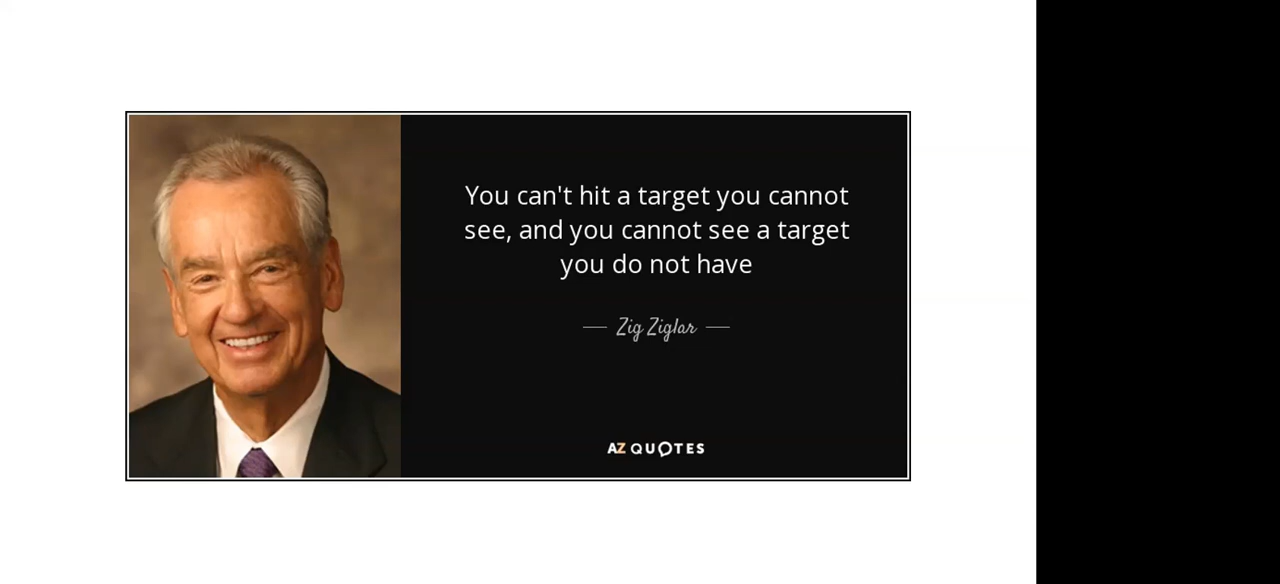 You can't hit a target you cannot
see, and you cannot see a target
you do not have
Zig Ziglar
AZ QUOTES